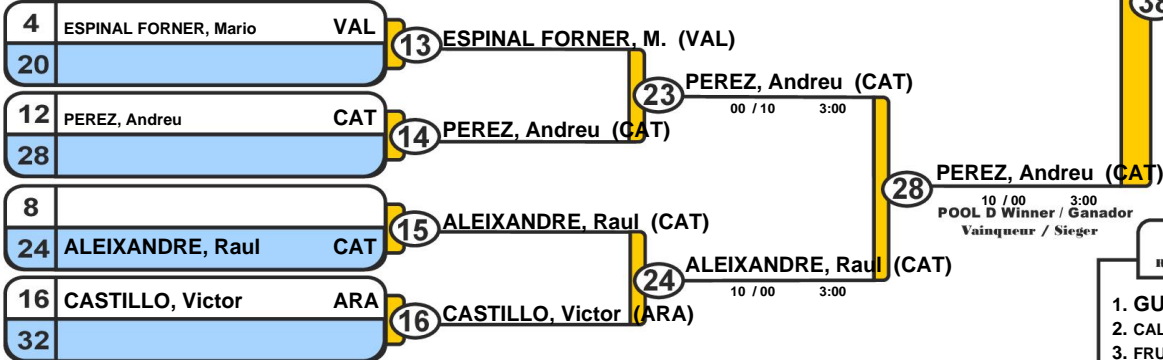 4 ESPINAL FORNER, Mario VAL
20
13 ESPINAL FORNER, M. (VAL)
12 PEREZ, Andreu CAT
28
14 PEREZ, Andreu (CAT)
23 PEREZ, Andreu (CAT)
00 / 10 3:00
8
24 ALEIXANDRE, Raul CAT
15 ALEIXANDRE, Raul (CAT)
16 CASTILLO, Victor ARA
32
16 CASTILLO, Victor (ARA)
24 ALEIXANDRE, Raul (CAT)
10 / 00 3:00
28 PEREZ, Andreu (CAT)
10 / 00 3:00
POOL D Winner / Ganador
Vainqueur / Sieger
38
1. GU
2. CAL
3. FRU